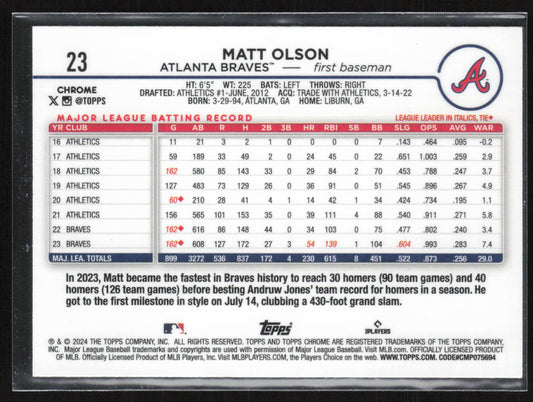 23
MATT OLSON
ATLANTA BRAVES™ — first baseman
A
CHROME
X @TOPPS
HT: 6'5" WT: 225 BATS: LEFT THROWS: RIGHT
DRAFTED: ATHLETICS #1-JUNE, 2012 ACQ: TRADE WITH ATHLETICS, 3-14-22
BORN: 3-29-94, ATLANTA, GA HOME: LIBURN, GA
MAJOR LEAGUE BATTING RECORD LEAGUE LEADER IN ITALICS, TIE♦
YR CLUB G AB R H 2B 3B HR RBI SB BB SLG OPS AVG WAR
16 ATHLETICS 11 21 3 2 1 0 0 0 0 7 .143 .464 .095 -0.2
17 ATHLETICS 59 189 33 49 2 0 24 45 0 22 .651 1.003 .259 2.9
18 ATHLETICS 162 580 85 143 33 0 29 84 2 70 .453 .788 .247 3.7
19 ATHLETICS 127 483 73 129 26 0 36 91 0 51 .545 .896 .267 4.9
20 ATHLETICS 60♦ 210 28 41 4 1 14 42 1 34 .424 .734 .195 1.1
21 ATHLETICS 156 565 101 153 35 0 39 111 4 88 .540 .911 .271 5.8
22 BRAVES 162♦ 616 86 148 44 0 34 103 0 75 .477 .802 .240 3.4
23 BRAVES 162♦ 608 127 172 27 3 54 139 1 104 .604 .993 .283 7.4
MAJ. LEA. TOTALS 899 3272 536 837 172 4 230 615 8 451 .522 .873 .256 29.0
In 2023, Matt became the fastest in Braves history to reach 30 homers (90 team games) and 40
homers (126 team games) before besting Andruw Jones' team record for homers in a season. He
got to the first milestone in style on July 14, clubbing a 430-foot grand slam.
topps
MLBPLAYERS
® & © 2024 THE TOPPS COMPANY, INC. ALL RIGHTS RESERVED. TOPPS AND TOPPS CHROME ARE REGISTERED TRADEMARKS OF THE TOPPS COMPANY,
INC. Major League Baseball trademarks and copyrights are used with permission of Major League Baseball. Visit MLB.com. OFFICIALLY LICENSED PRODUCT
OF MLB. Officially Licensed Product of MLB Players, Inc. Visit MLBPLAYERS.com, the Players Choice on the web. WWW.TOPPS.COM. CODE#CMP075694